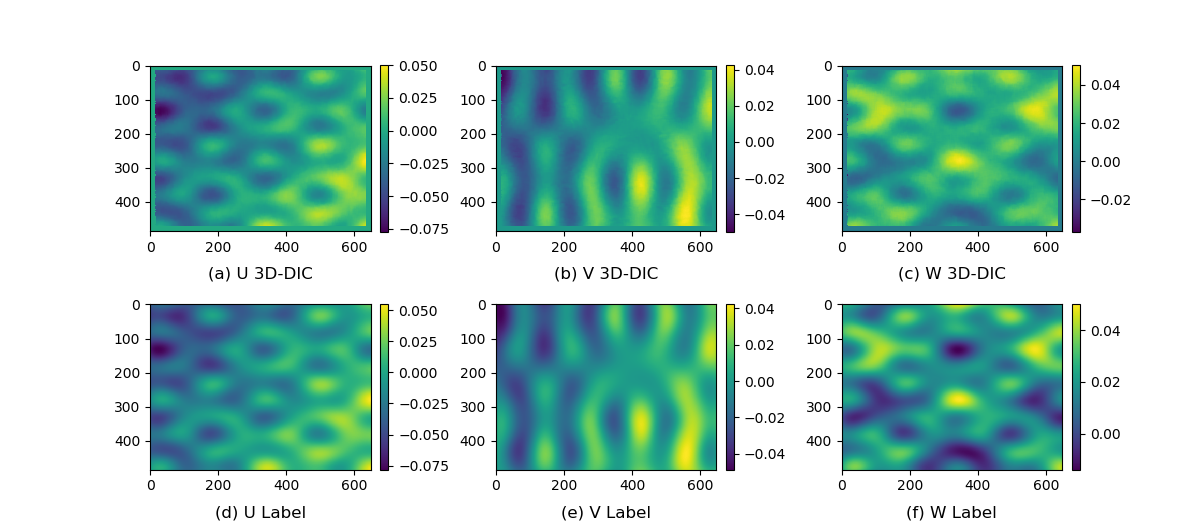 0 100 200 300 400 0 200 400 600 0.050 0.025 0.000 −0.025 −0.050 −0.075
(a) U 3D-DIC
0 100 200 300 400 0 200 400 600 0.04 0.02 0.00 −0.02 −0.04
(b) V 3D-DIC
0 100 200 300 400 0 200 400 600 0.04 0.02 0.00 −0.02
(c) W 3D-DIC
0 100 200 300 400 0 200 400 600 0.050 0.025 0.000 −0.025 −0.050 −0.075
(d) U Label
0 100 200 300 400 0 200 400 600 0.04 0.02 0.00 −0.02 −0.04
(e) V Label
0 100 200 300 400 0 200 400 600 0.04 0.02 0.00
(f) W Label